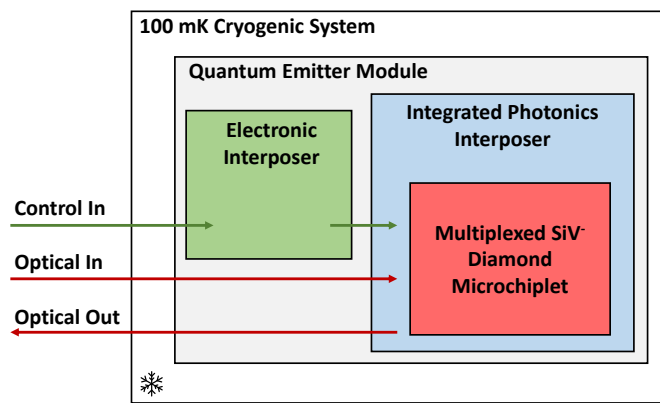 100 mK Cryogenic System
Quantum Emitter Module
Electronic
Interposer
Integrated Photonics
Interposer
Control In
Multiplexed SiV⁻
Diamond
Microchiplet
Optical In
Optical Out